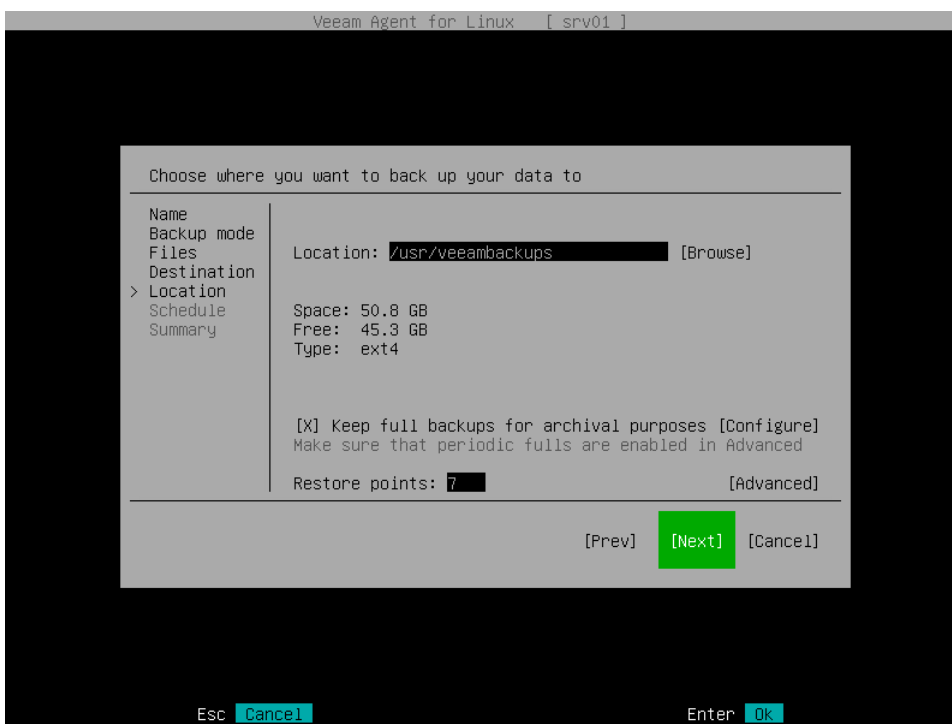 Veeam Agent for Linux [ srv01 ]
Choose where you want to back up your data to
Name
Backup mode
Files
Destination
> Location
Schedule
Summary
Location: /usr/veeambackups [Browse]
Space: 50.8 GB
Free: 45.3 GB
Type: ext4
[X] Keep full backups for archival purposes [Configure]
Make sure that periodic fulls are enabled in Advanced
Restore points: 7 [Advanced]
[Prev] [Next] [Cancel]
Esc Cancel Enter Ok